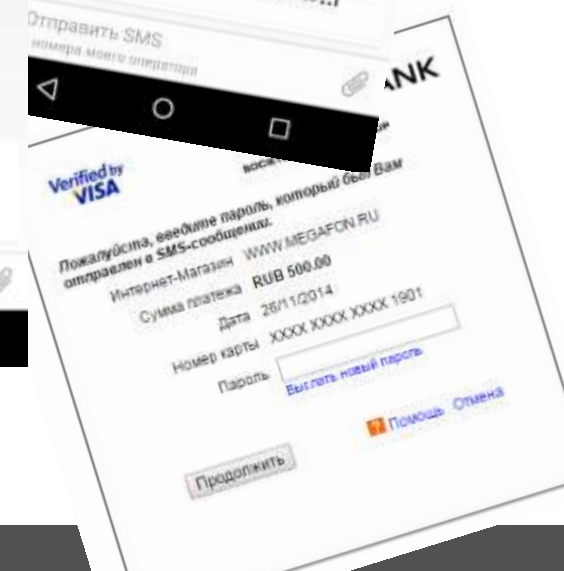 Отправить SMS
номера моего оператора
ANK
Verified by
VISA
Пожалуйста, введите пароль, который был Вам
отправлен в SMS-сообщении.
Интернет-Магазин WWW.MEGAFON.RU
Сумма платежа RUB 500.00
Дата 26/11/2014
Номер карты XXXX XXXX XXXX 1901
Пароль
Выслать новый пароль
? Помощь Отмена
Продолжить